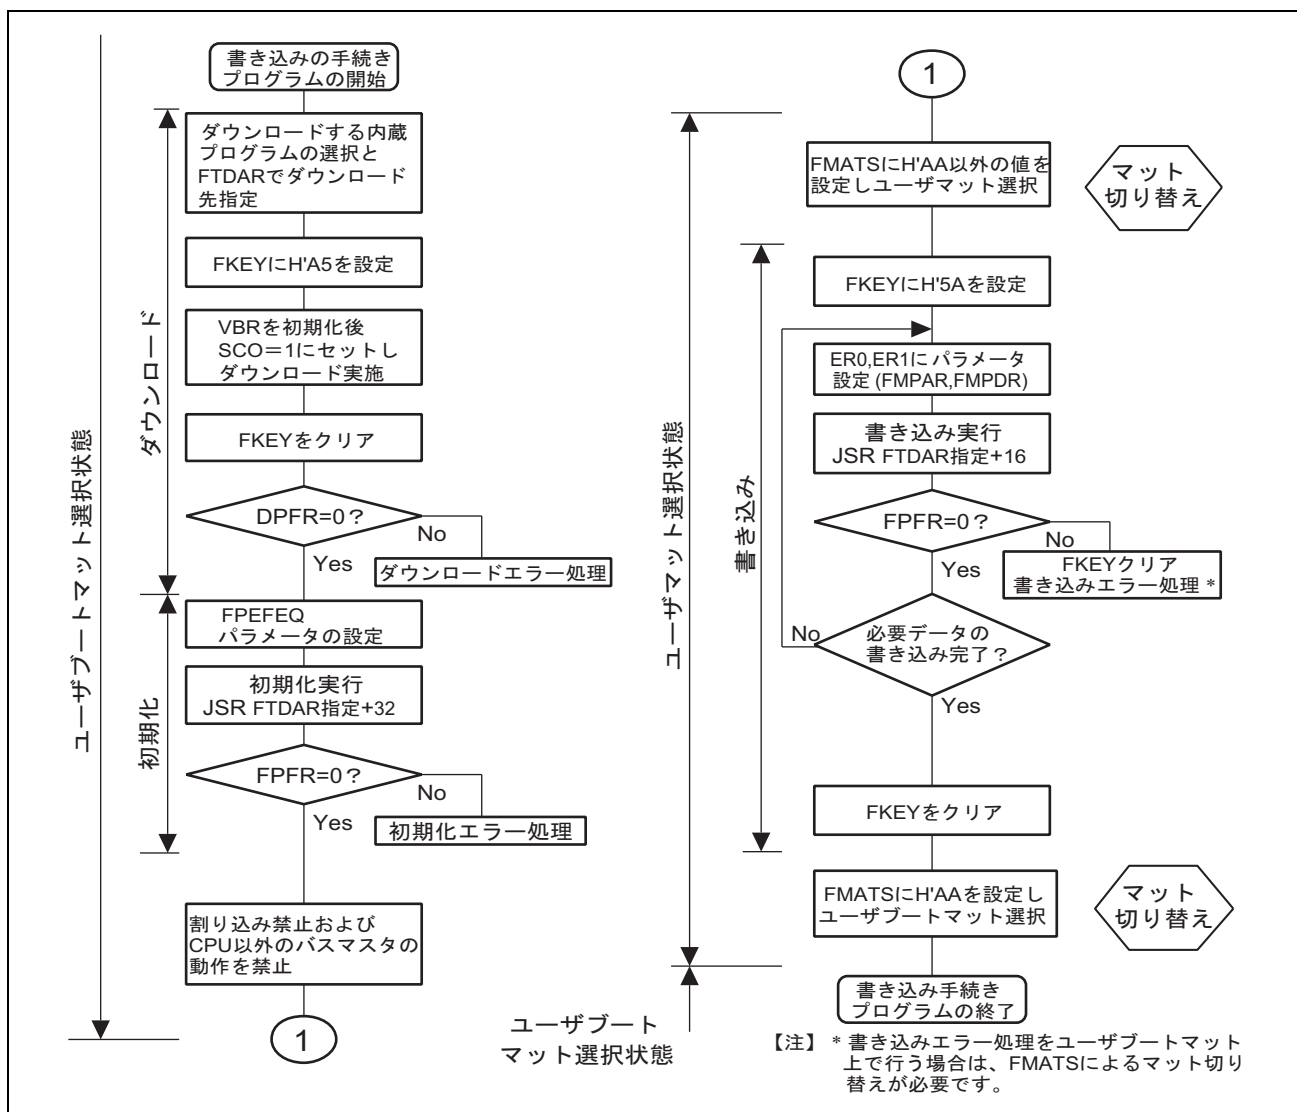 書き込みの手続き
プログラムの開始
ダウンロードする内蔵
プログラムの選択と
FTDARでダウンロード
先指定
FKEYにH'A5を設定
VBRを初期化後
SCO＝1にセットし
ダウンロード実施
FKEYをクリア
DPFR=0？
No
Yes
ダウンロードエラー処理
FPEFEQ
パラメータの設定
初期化実行
JSR FTDAR指定+32
FPFR=0？
No
Yes
初期化エラー処理
割り込み禁止および
CPU以外のバスマスタの
動作を禁止
1
ダウンロード
初期化
ユーザブートマット選択状態
1
FMATSにH'AA以外の値を
設定しユーザマット選択
マット
切り替え
FKEYにH'5Aを設定
ER0,ER1にパラメータ
設定(FMPAR,FMPDR)
書き込み実行
JSR FTDAR指定+16
FPFR=0？
No
Yes
FKEYクリア
書き込みエラー処理 *
必要データの
書き込み完了？
No
Yes
FKEYをクリア
FMATSにH'AAを設定し
ユーザブートマット選択
マット
切り替え
書き込み手続き
プログラムの終了
書き込み
ユーザマット選択状態
ユーザブート
マット選択状態
【注】 * 書き込みエラー処理をユーザブートマット
上で行う場合は、FMATSによるマット切り
替えが必要です。